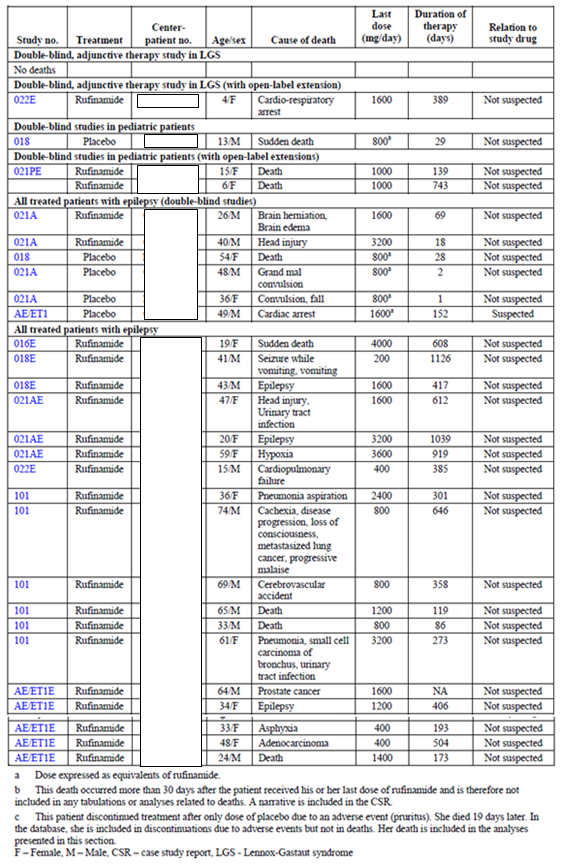 Study no. Treatment Center-patient no. Age/sex Cause of death Last dose (mg/day) Duration of therapy (days) Relation to study drug
Double-blind, adjunctive therapy study in LGS
No deaths
Double-blind, adjunctive therapy study in LGS (with open-label extension)
022E Rufinamide 4/F Cardio-respiratory arrest 1600 389 Not suspected
Double-blind studies in pediatric patients
018 Placebo 13/M Sudden death 800a 29 Not suspected
Double-blind studies in pediatric patients (with open-label extensions)
021PE Rufinamide 15/F Death 1000 139 Not suspected
Rufinamide 6/F Death 1000 743 Not suspected
All treated patients with epilepsy (double-blind studies)
021A Rufinamide 26/M Brain herniation, Brain edema 1600 69 Not suspected
021A Rufinamide 40/M Head injury 3200 18 Not suspected
018 Placebo 54/F Death 800a 28 Not suspected
021A Placebo 48/M Grand mal convulsion 800a 2 Not suspected
021A Placebo 36/F Convulsion, fall 800a 1 Not suspected
AE/ET1 Placebo 49/M Cardiac arrest 1600a 152 Suspected
All treated patients with epilepsy
016E Rufinamide 19/F Sudden death 4000 608 Not suspected
018E Rufinamide 41/M Seizure while vomiting, vomiting 200 1126 Not suspected
018E Rufinamide 43/M Epilepsy 1600 417 Not suspected
021AE Rufinamide 47/F Head injury, Urinary tract infection 1600 612 Not suspected
021AE Rufinamide 20/F Epilepsy 3200 1039 Not suspected
021AE Rufinamide 59/F Hypoxia 3600 919 Not suspected
022E Rufinamide 15/M Cardiopulmonary failure 400 385 Not suspected
101 Rufinamide 36/F Pneumonia aspiration 2400 301 Not suspected
101 Rufinamide 74/M Cachexia, disease progression, loss of consciousness, metastasized lung cancer, progressive malaise 800 646 Not suspected
101 Rufinamide 69/M Cerebrovascular accident 800 358 Not suspected
101 Rufinamide 65/M Death 1200 119 Not suspected
101 Rufinamide 33/M Death 800 86 Not suspected
101 Rufinamide 61/F Pneumonia, small cell carcinoma of bronchus, urinary tract infection 3200 273 Not suspected
AE/ET1E Rufinamide 64/M Prostate cancer 1600 NA Not suspected
AE/ET1E Rufinamide 34/F Epilepsy 1200 406 Not suspected
AE/ET1E Rufinamide 33/F Asphyxia 400 193 Not suspected
AE/ET1E Rufinamide 48/F Adenocarcinoma 400 504 Not suspected
AE/ET1E Rufinamide 24/M Death 1400 173 Not suspected
a Dose expressed as equivalents of rufinamide.
b This death occurred more than 30 days after the patient received his or her last dose of rufinamide and is therefore not
included in any tabulations or analyses related to deaths. A narrative is included in the CSR.
c This patient discontinued treatment after only dose of placebo due to an adverse event (pruritus). She died 19 days later. In
the database, she is included in discontinuations due to adverse events but not in deaths. Her death is included in the analyses
presented in this section.
F – Female, M – Male, CSR – case study report, LGS - Lennox-Gastaut syndrome